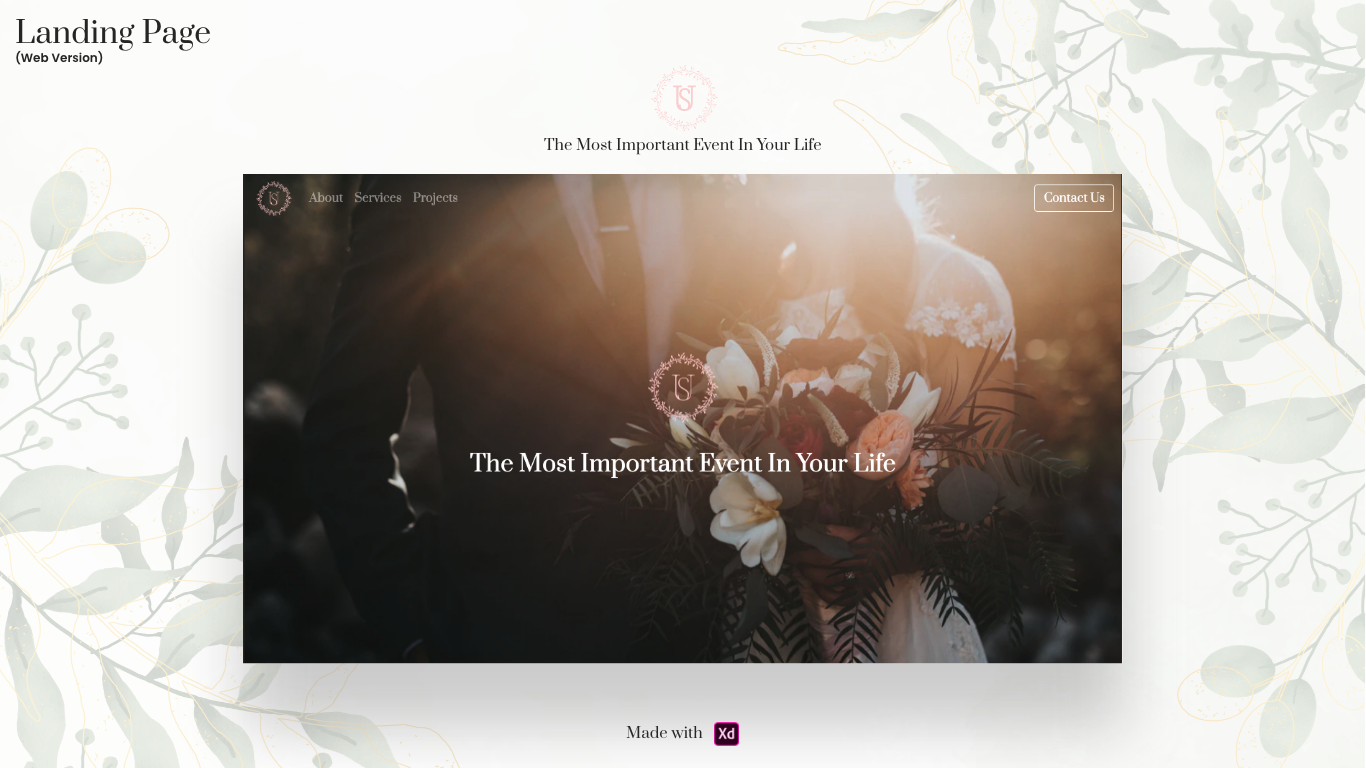 Landing Page
(Web Version)
US
The Most Important Event In Your Life
US
About Services Projects
Contact Us
US
The Most Important Event In Your Life
Made with Xd